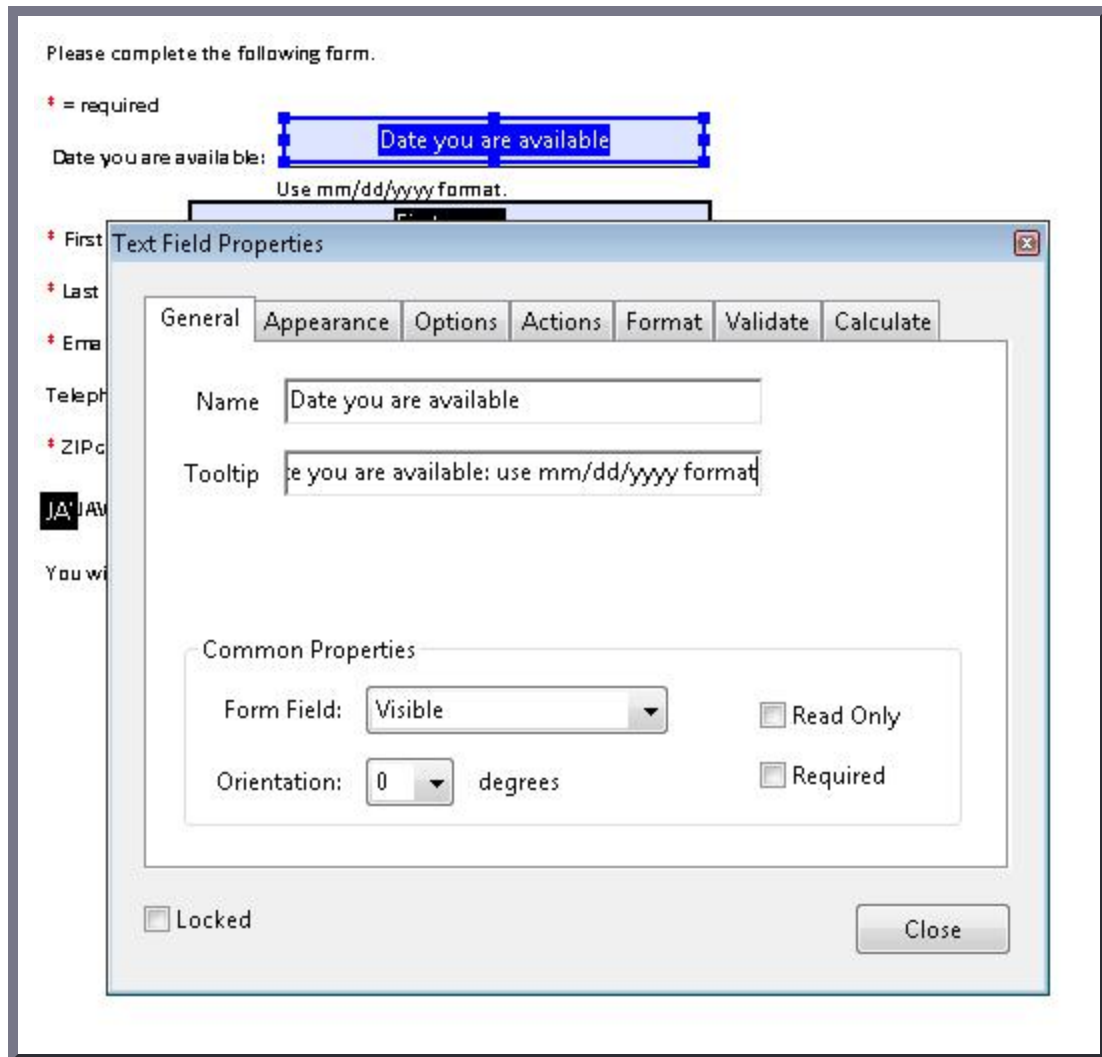 Please complete the following form.
* = required
Date you are available
Date you are available:
Use mm/dd/yyyy format.
* First
Text Field Properties
* Last
General Appearance Options Actions Format Validate Calculate
* Ema
Name Date you are available
Teleph
* ZIP c
Tooltip e you are available: use mm/dd/yyyy format
JA
You wi
Common Properties
Form Field: Visible
Read Only
Orientation: 0 degrees
Required
Locked
Close